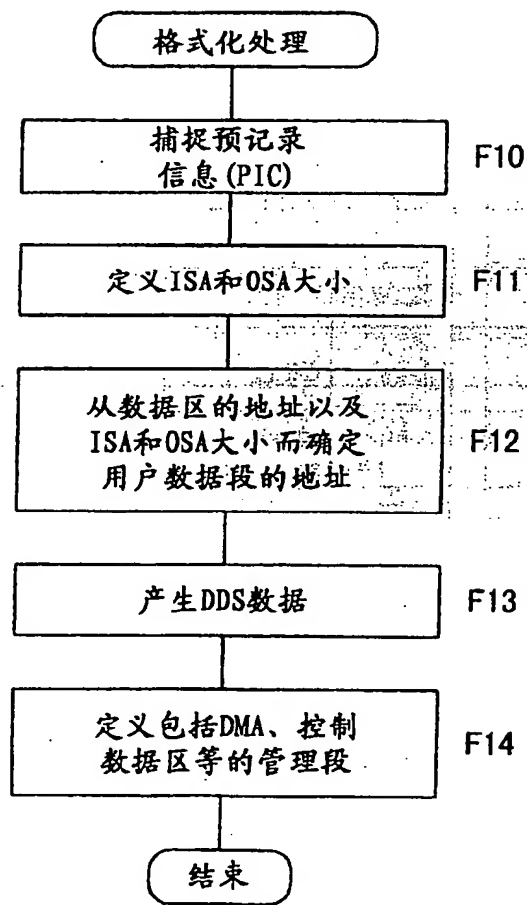 格式化处理
捕捉预记录
信息(PIC)
F10
定义ISA和OSA大小
F11
从数据区的地址以及
ISA和OSA大小而确定
用户数据段的地址
F12
产生DDS数据
F13
定义包括DMA、控制
数据区等的管理段
F14
结束